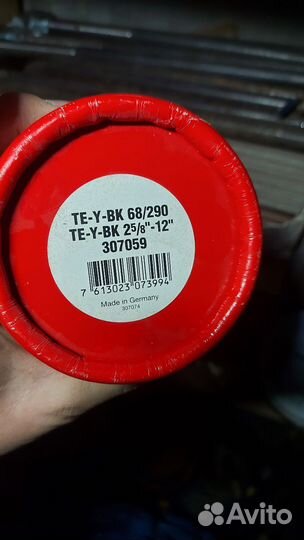 TE-Y-BK 68/290
TE-Y-BK 2⁵/₈"-12"
307059
7 613023 073994
Made in Germany
307074
Avito